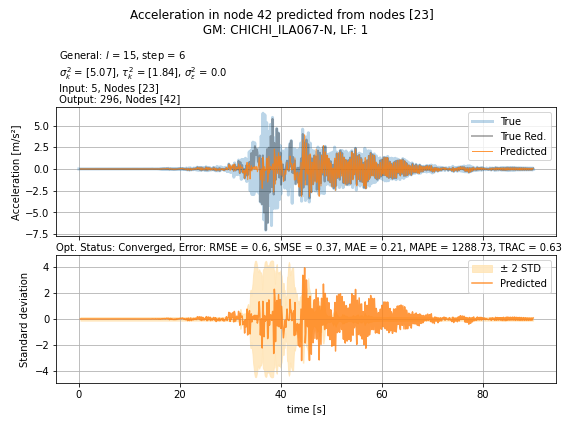 Acceleration in node 42 predicted from nodes [23]
GM: CHICHI_ILA067-N, LF: 1
General: l = 15, step = 6
σ²ₖ = [5.07], τ²ₖ = [1.84], σ²ε = 0.0
Input: 5, Nodes [23]
Output: 296, Nodes [42]
Acceleration [m/s²]
5.0
2.5
0.0
−2.5
−5.0
−7.5
True
True Red.
Predicted
Opt. Status: Converged, Error: RMSE = 0.6, SMSE = 0.37, MAE = 0.21, MAPE = 1288.73, TRAC = 0.63
Standard deviation
4
2
0
−2
−4
± 2 STD
Predicted
0 20 40 60 80
time [s]